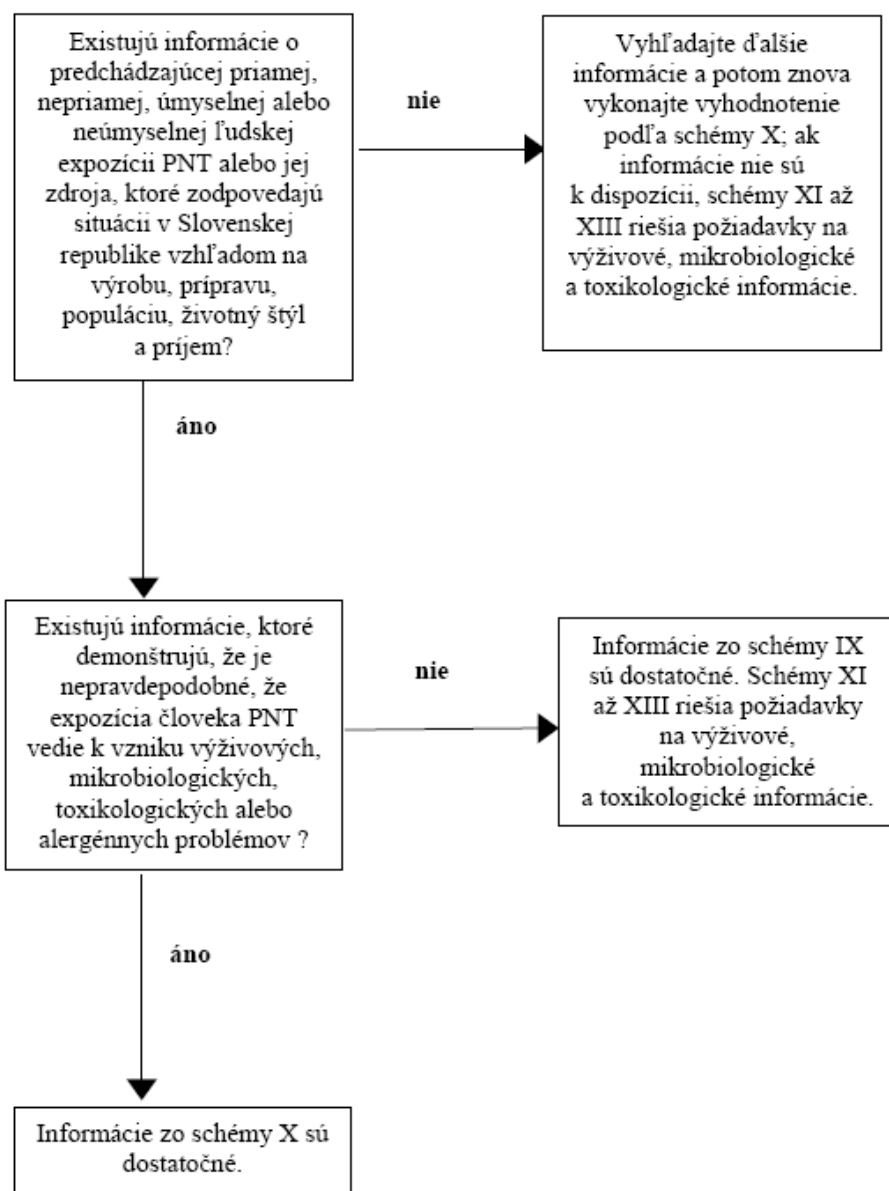 Existujú informácie o
predchádzajúcej priamej,
nepriamej, úmyselnej alebo
neúmyselnej ľudskej
expozícii PNT alebo jej
zdroja, ktoré zodpovedajú
situácii v Slovenskej
republike vzhľadom na
výrobu, prípravu,
populáciu, životný štýl
a príjem?
nie
Vyhľadajte ďalšie
informácie a potom znova
vykonajte vyhodnotenie
podľa schémy X; ak
informácie nie sú
k dispozícii, schémy XI až
XIII riešia požiadavky na
výživové, mikrobiologické
a toxikologické informácie.
áno
Existujú informácie, ktoré
demonštrujú, že je
nepravdepodobné, že
expozícia človeka PNT
vedie k vzniku výživových,
mikrobiologických,
toxikologických alebo
alergénnych problémov ?
nie
Informácie zo schémy IX
sú dostatočné. Schémy XI
až XIII riešia požiadavky
na výživové,
mikrobiologické
a toxikologické informácie.
áno
Informácie zo schémy X sú
dostatočné.